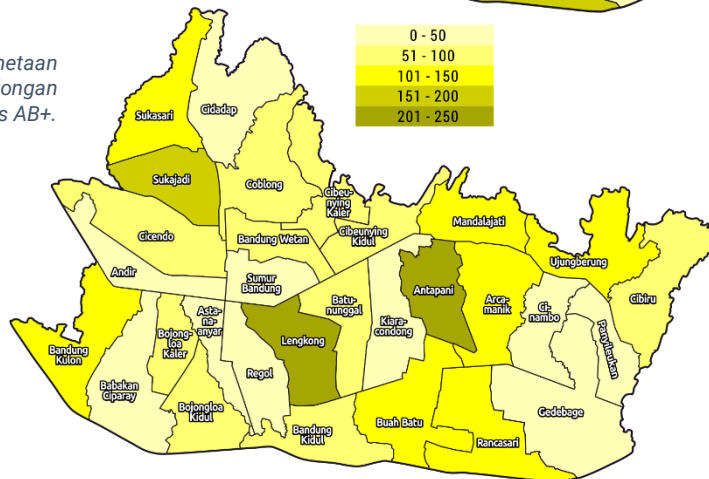 0 - 50
51 - 100
101 - 150
151 - 200
201 - 250
s AB+.
Sukasari
Cidadap
Sukajadi
Coblong
Cibeu-
nying
Kaler
Cibeunying
Kidul
Mandalajati
Cicendo
Bandung Wetan
Ujungberung
Andir
Sumur
Bandung
Antapani
Arca-
manik
Cibiru
Batu-
nunggal
Kiara-
condong
Ci-
nambo
Panyileukan
Asta-
na-
anyar
Bojong-
loa
Kaler
Lengkong
Bandung
Kulon
Regol
Babakan
Ciparay
Bojongloa
Kidul
Bandung
Kidul
Buah Batu
Rancasari
Gedebage